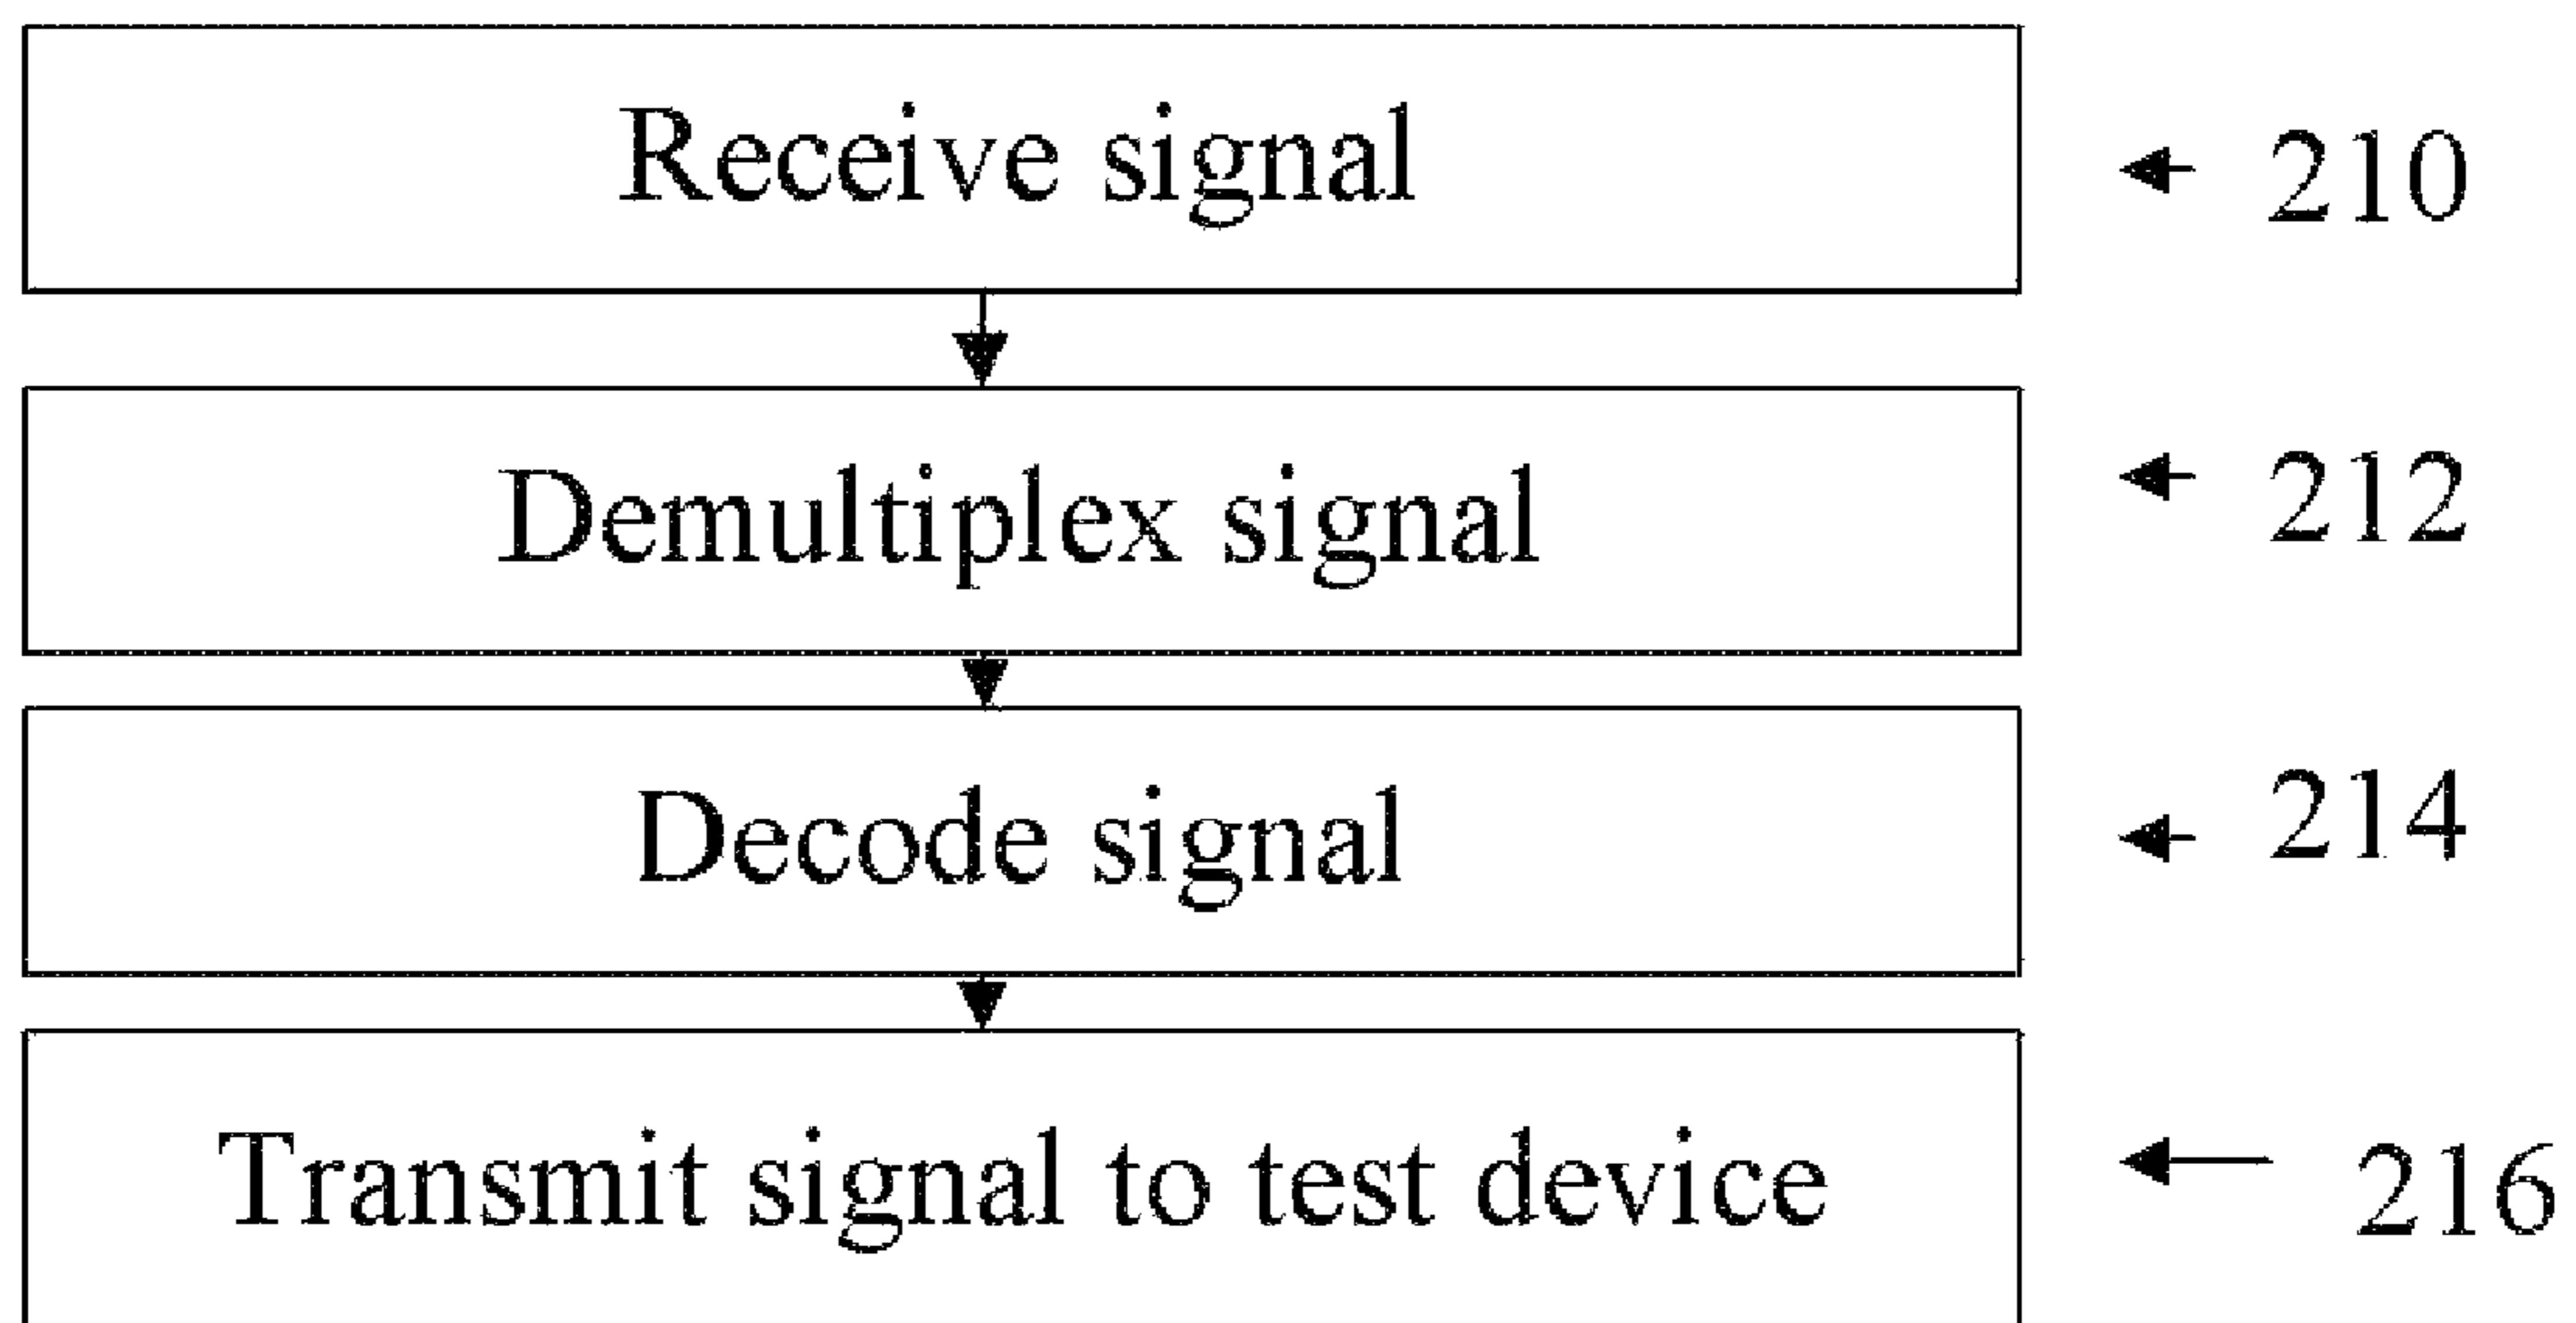 Receive signal
210
Demultiplex signal
212
Decode signal
214
Transmit signal to test device
216